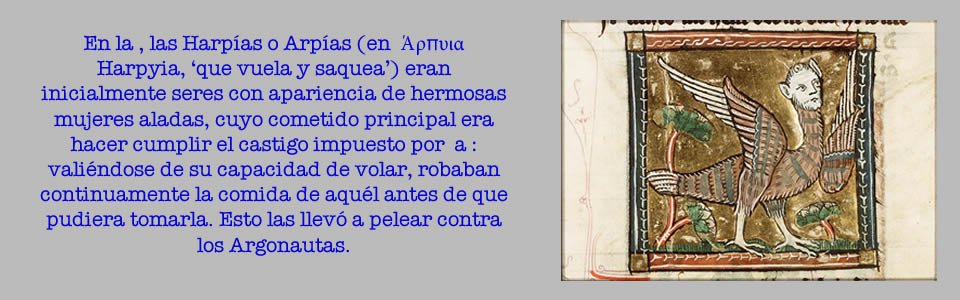 En la , las Harpías o Arpías (en  Ἅρπυια
Harpyia, ‘que vuela y saquea’) eran
inicialmente seres con apariencia de hermosas
mujeres aladas, cuyo cometido principal era
hacer cumplir el castigo impuesto por  a :
valiéndose de su capacidad de volar, robaban
continuamente la comida de aquél antes de que
pudiera tomarla. Esto las llevó a pelear contra
los Argonautas.